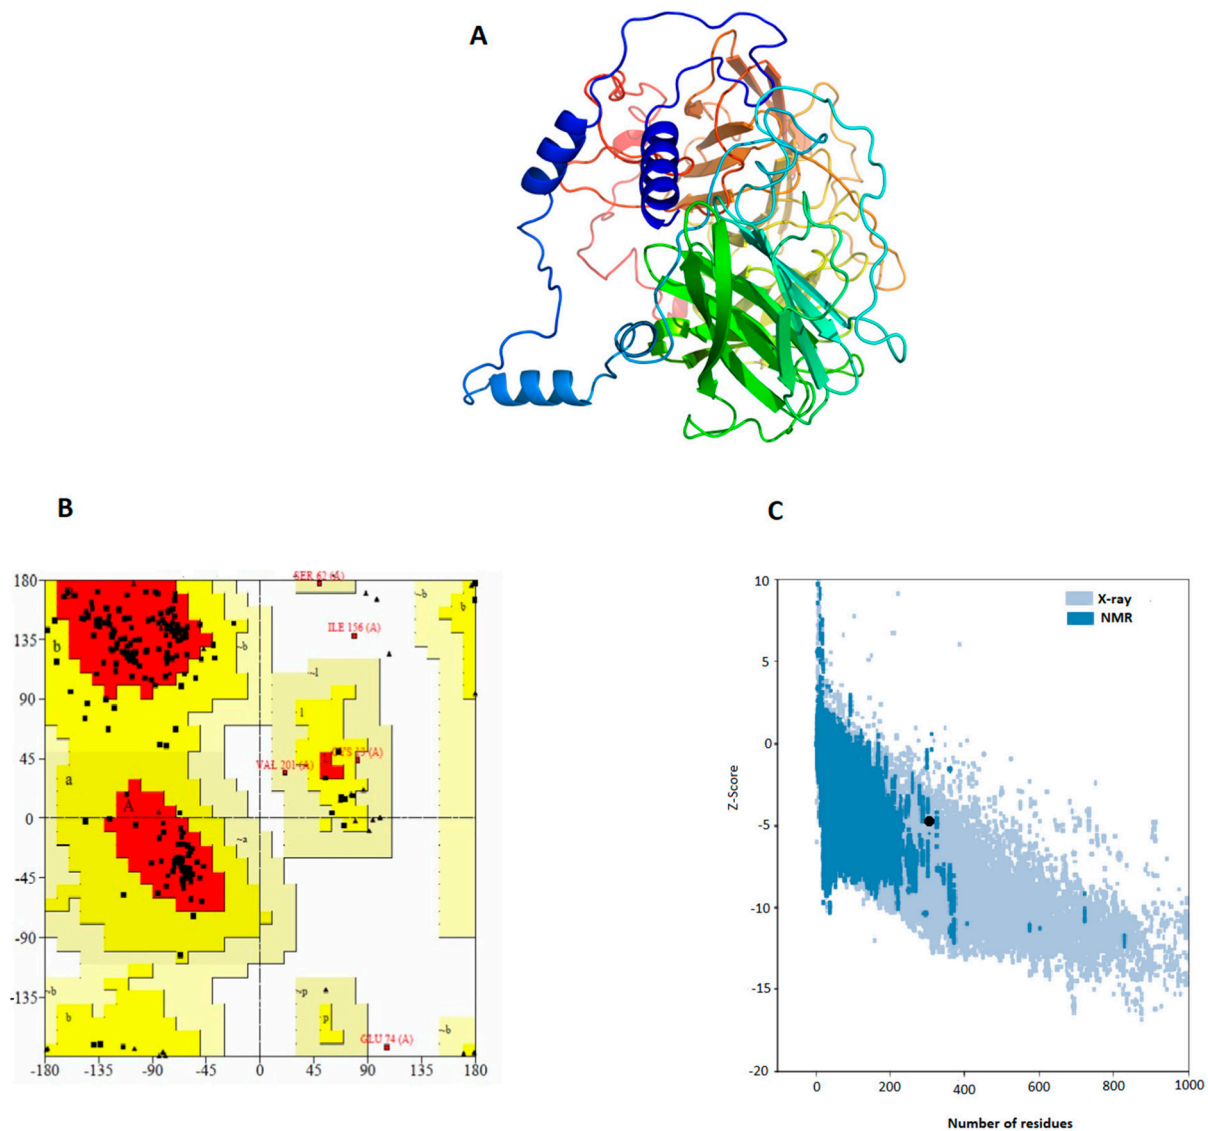 A
B
C
180
135
90
45
0
-45
-90
-135
-180
-135
-90
-45
0
45
90
135
180
SER 62 (A)
ILE 156 (A)
VAL 201 (A)
GLU 74 (A)
b
~b
~b
b
~l
l
a
A
~a
~b
b
~p
p
~b
10
5
0
-5
-10
-15
-20
Z-Score
X-ray
NMR
0
200
400
600
800
1000
Number of residues